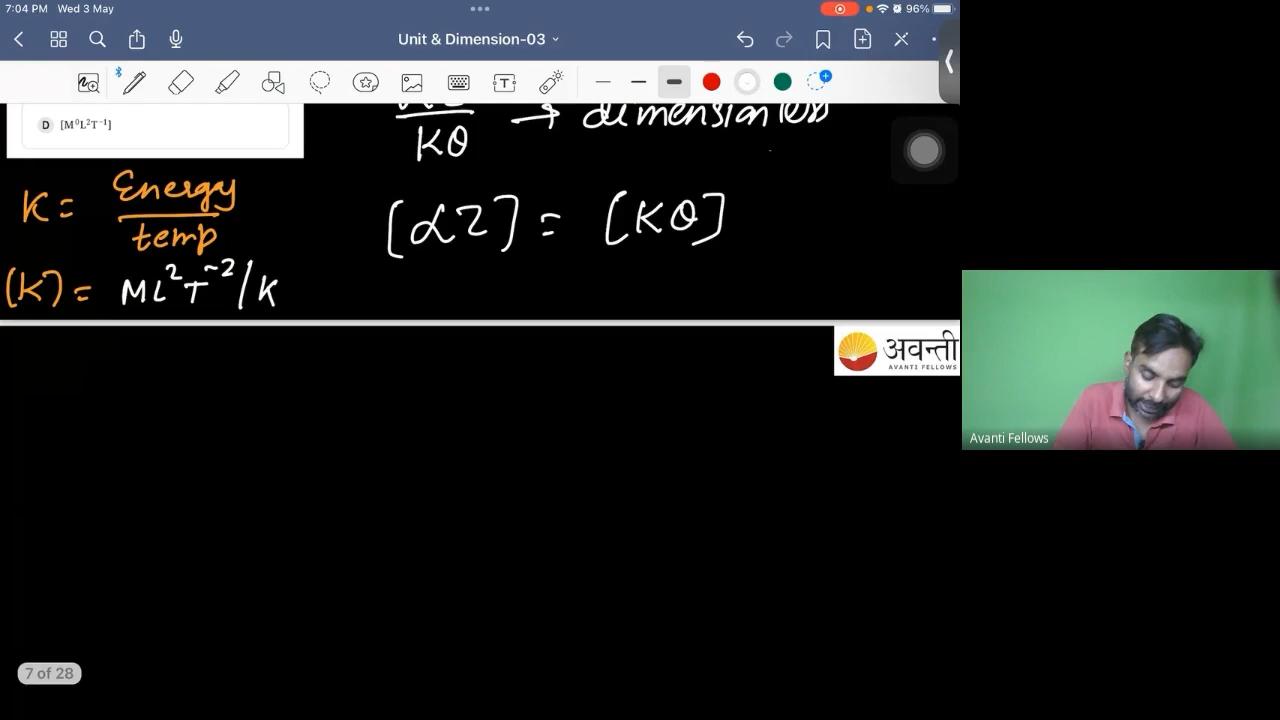 7:04 PM Wed 3 May
96%
Unit & Dimension-03
D [M⁰L²T⁻¹]
Kθ → dimensionless
K = Energy
temp
[αZ] = [Kθ]
(K) = ML²T⁻²/K
अवन्ती
AVANTI FELLOWS
Avanti Fellows
7 of 28